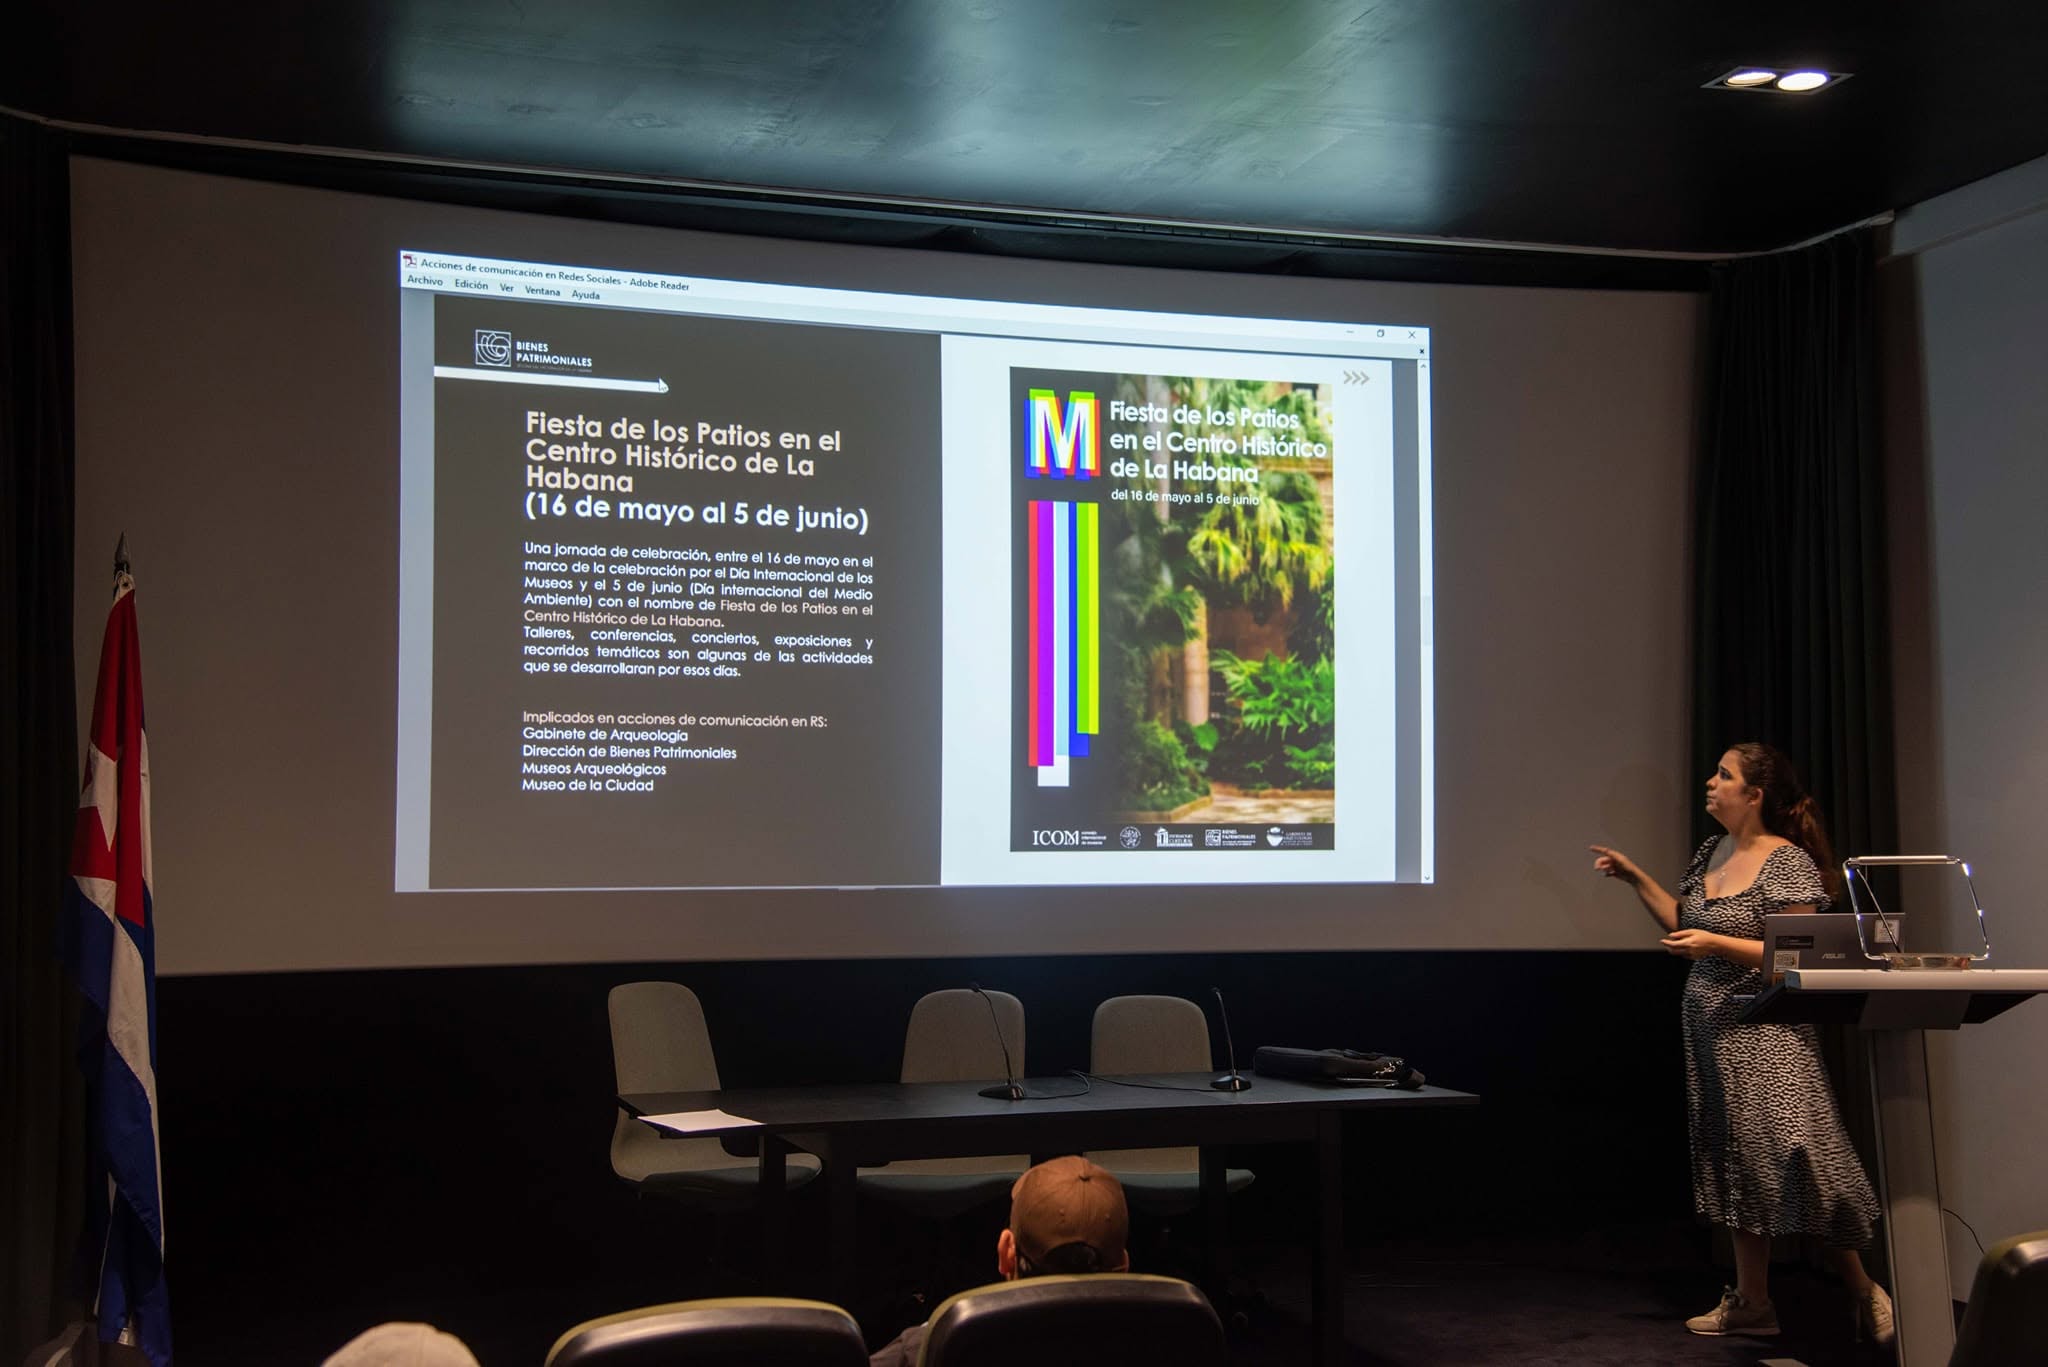 Acciones de comunicación en Redes Sociales - Adobe Reader
Archivo Edición Ver Ventana Ayuda
BIENES
PATRIMONIALES
Fiesta de los Patios en el
Centro Histórico de La
Habana
(16 de mayo al 5 de junio)
Una jornada de celebración, entre el 16 de mayo en el
marco de la celebración por el Día Internacional de los
Museos y el 5 de junio (Día internacional del Medio
Ambiente) con el nombre de Fiesta de los Patios en el
Centro Histórico de La Habana.
Talleres, conferencias, conciertos, exposiciones y
recorridos temáticos son algunas de las actividades
que se desarrollaran por esos días.
Implicados en acciones de comunicación en RS:
Gabinete de Arqueología
Dirección de Bienes Patrimoniales
Museos Arqueológicos
Museo de la Ciudad
>>>
M
Fiesta de los Patios
en el Centro Histórico
de La Habana
del 16 de mayo al 5 de junio
ICOM consejo
internacional
de museos
BIENES
PATRIMONIALES
ASUS